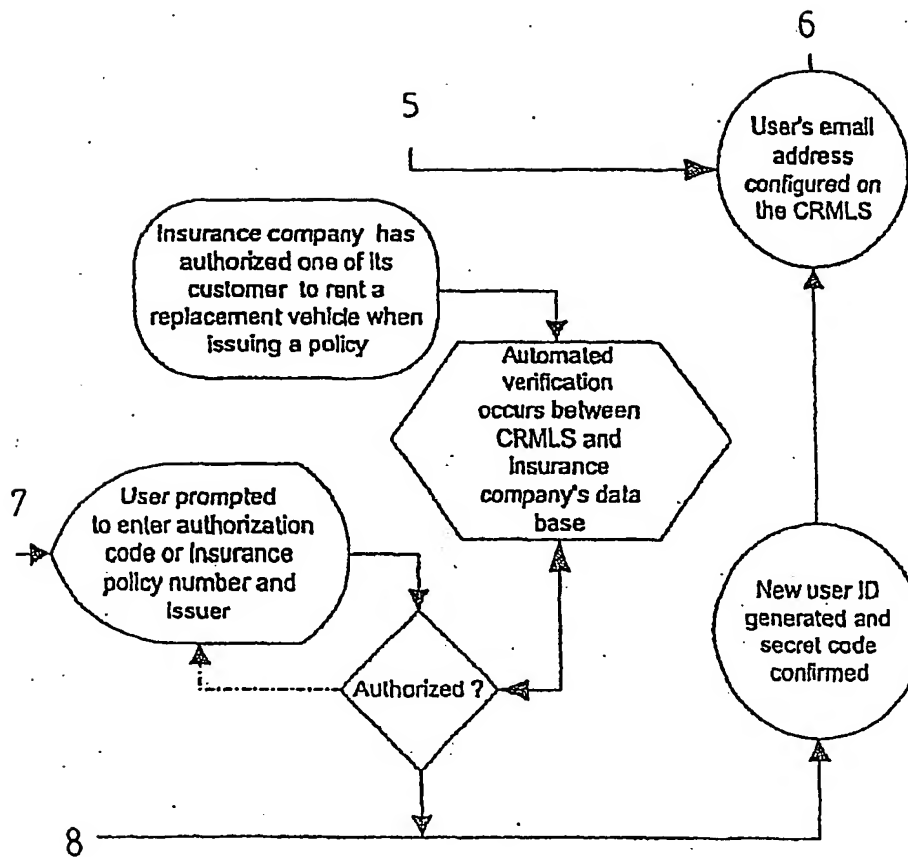 6
5
User's email
address
configured on
the CRMLS
Insurance company has
authorized one of its
customer to rent a
replacement vehicle when
issuing a policy
Automated
verification
occurs between
CRMLS and
insurance
company's data
base
7
User prompted
to enter authorization
code or insurance
policy number and
issuer
New user ID
generated and
secret code
confirmed
Authorized ?
8